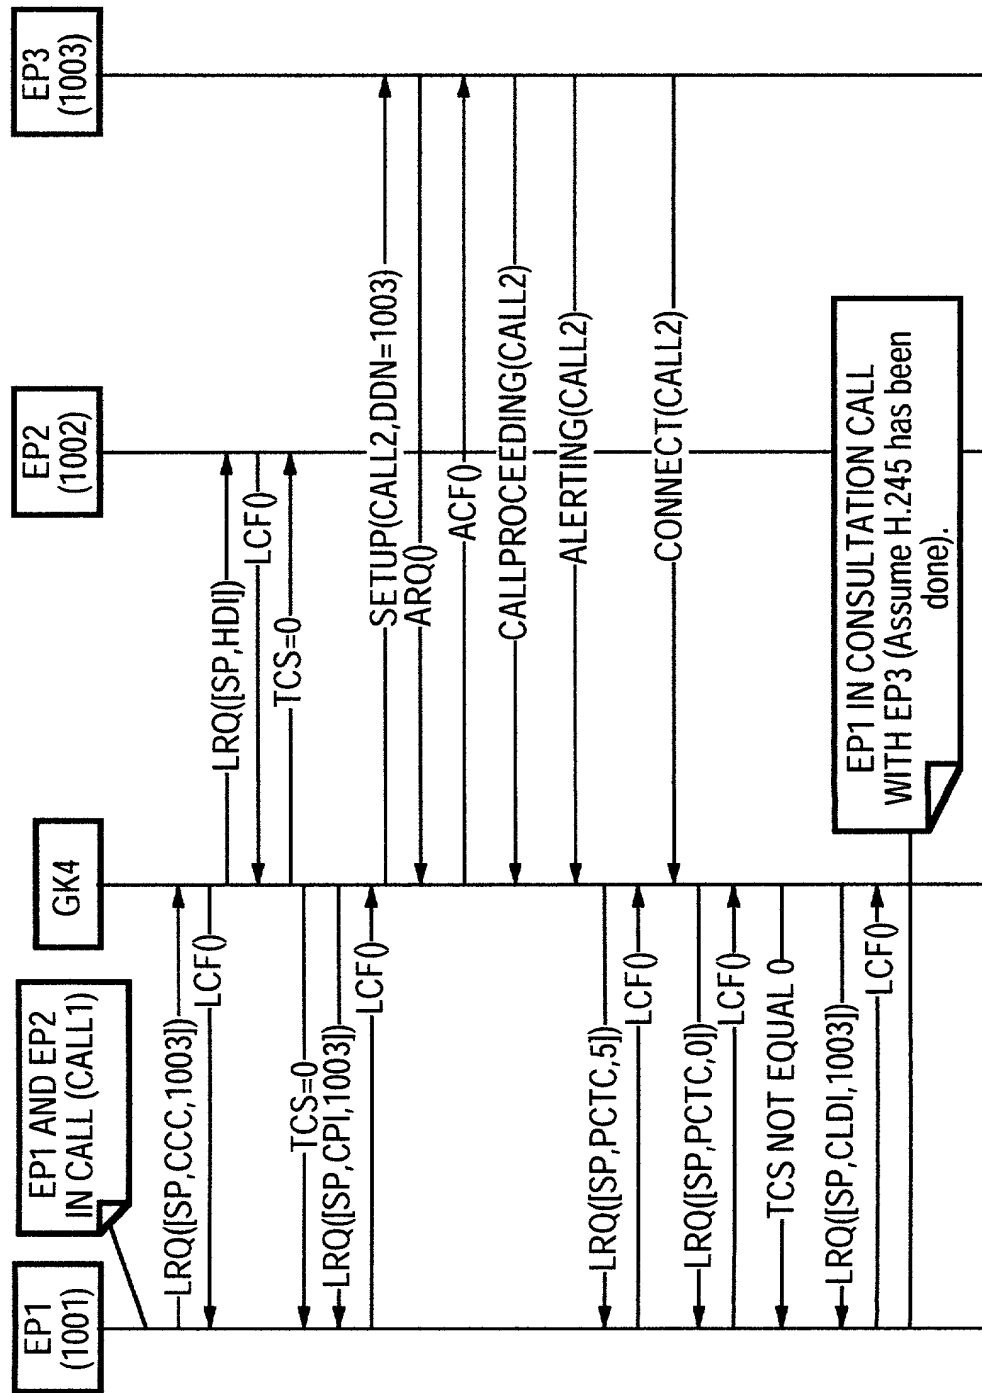 EP1
(1001)
EP1 AND EP2
IN CALL (CALL1)
GK4
EP2
(1002)
EP3
(1003)
LRQ([SP,CCC,1003])
LCF()
LRQ([SP,HDI])
LCF()
TCS=0
TCS=0
LRQ([SP,CPI,1003])
LCF()
SETUP(CALL2,DDN=1003)
ARQ()
ACF()
CALLPROCEEDING(CALL2)
ALERTING(CALL2)
LRQ([SP,PCTC,5])
LCF()
CONNECT(CALL2)
LRQ([SP,PCTC,0])
LCF()
TCS NOT EQUAL 0
LRQ([SP,CLDI,1003])
LCF()
EP1 IN CONSULTATION CALL
WITH EP3 (Assume H.245 has been
done).